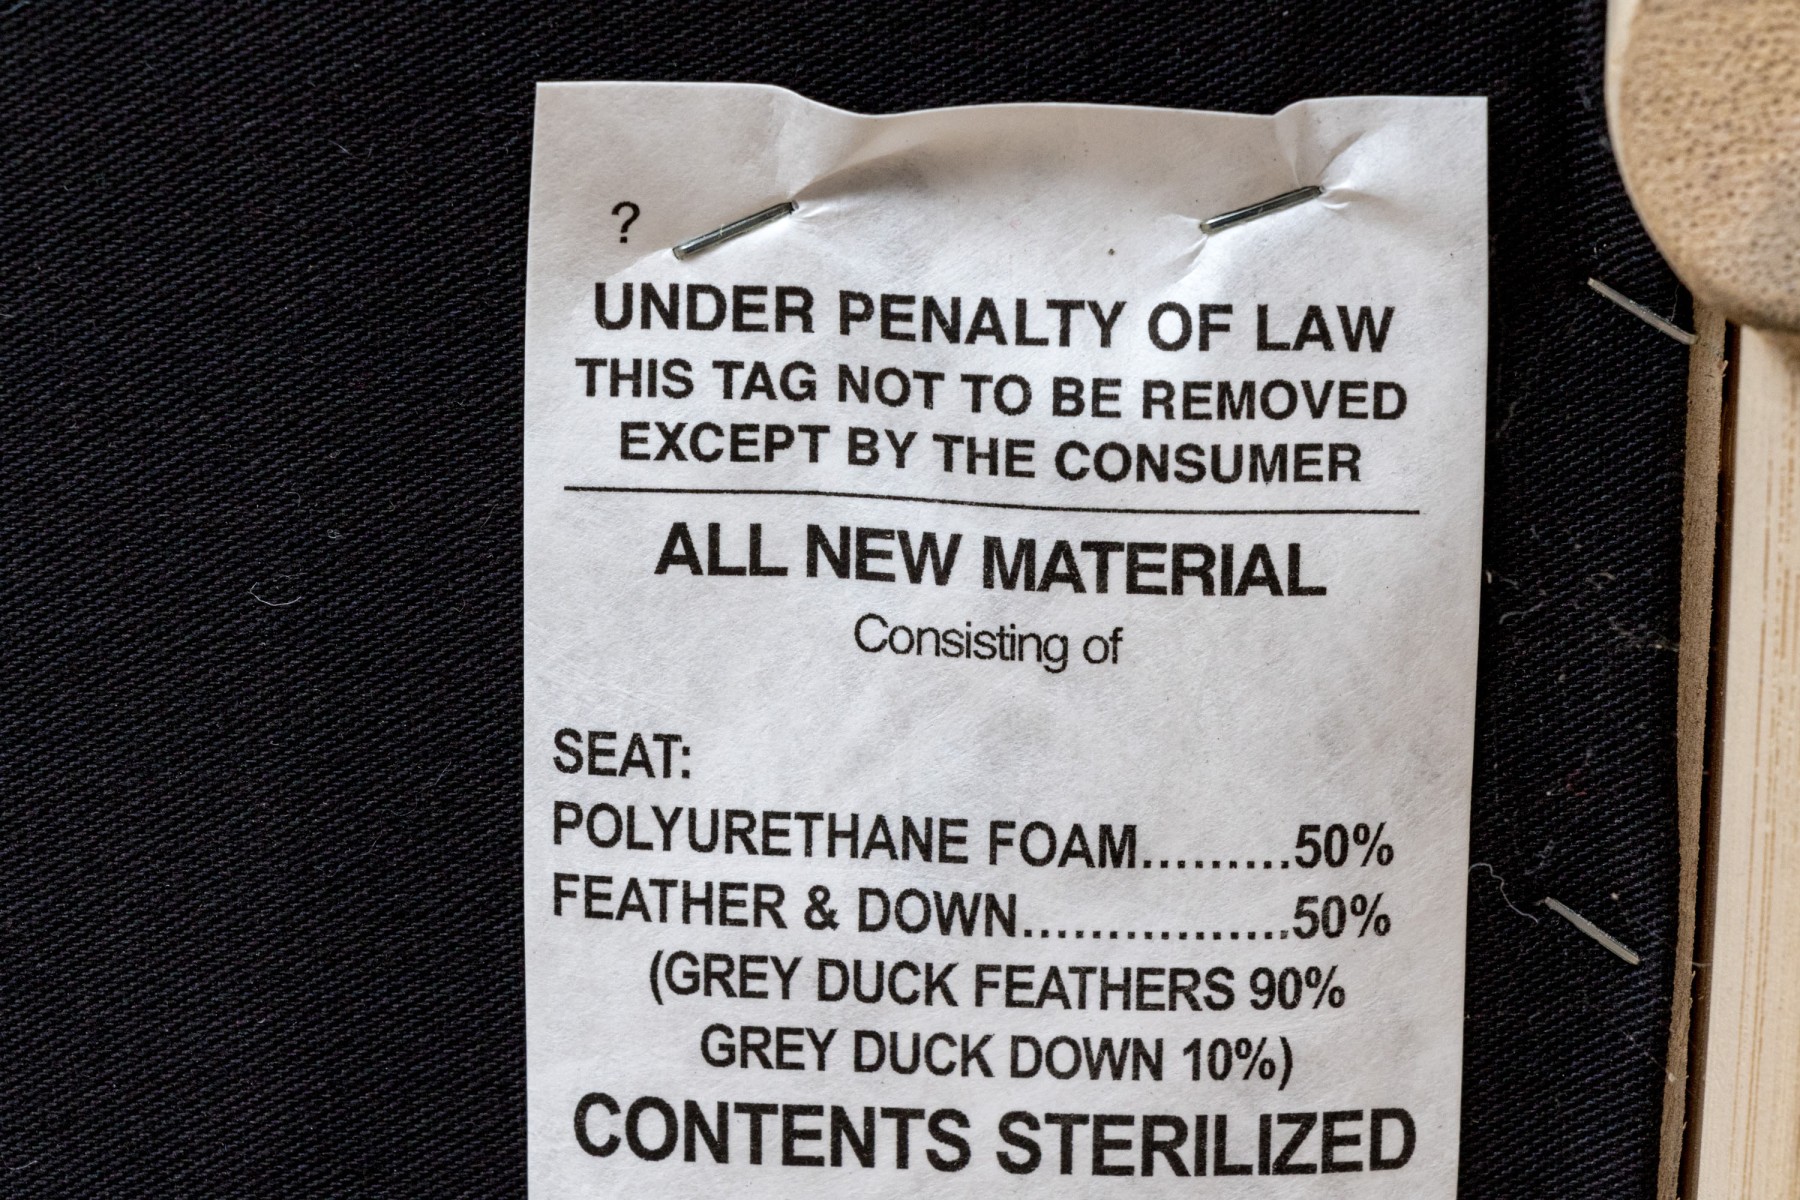 ?
UNDER PENALTY OF LAW
THIS TAG NOT TO BE REMOVED
EXCEPT BY THE CONSUMER
ALL NEW MATERIAL
Consisting of
SEAT:
POLYURETHANE FOAM.........50%
FEATHER & DOWN................50%
(GREY DUCK FEATHERS 90%
GREY DUCK DOWN 10%)
CONTENTS STERILIZED